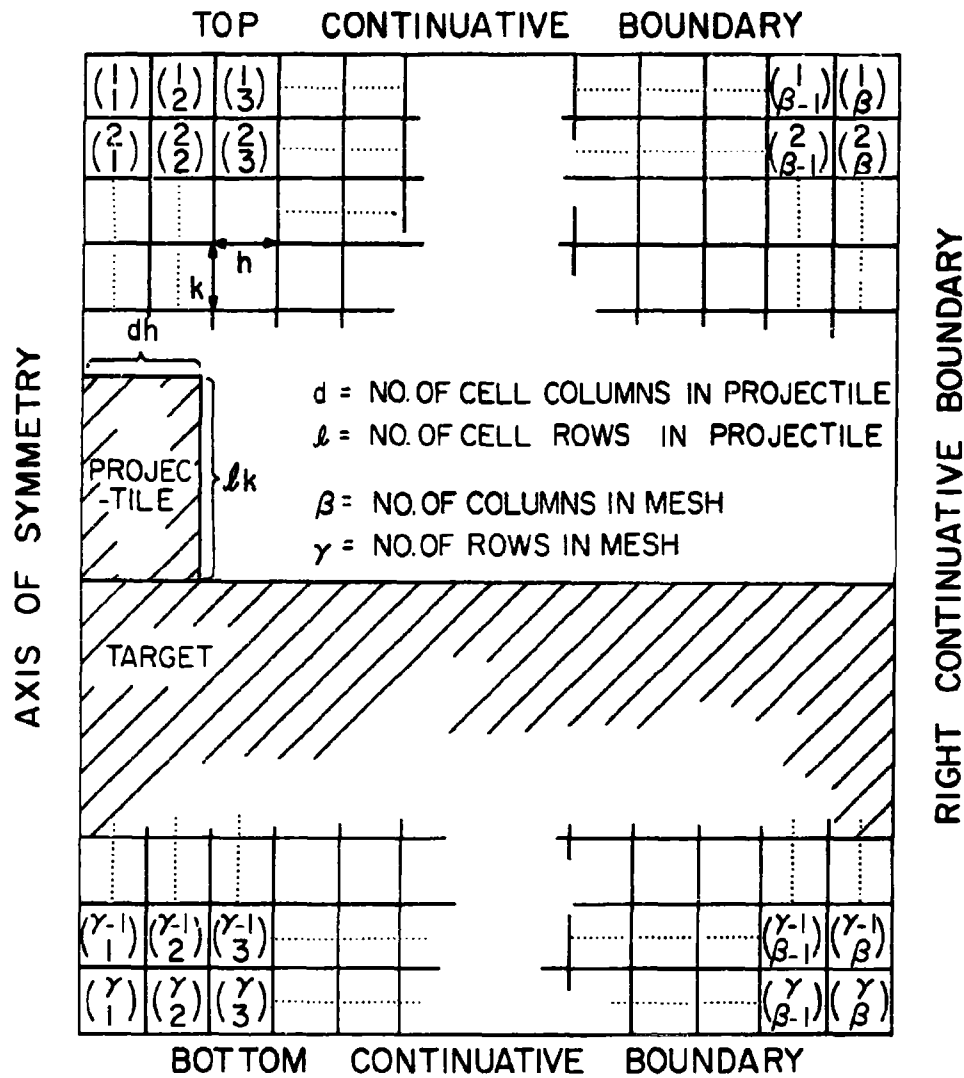 TOP CONTINUATIVE BOUNDARY
(1 1) (1 2) (1 3) (1 β-1) (1 β)
(2 1) (2 2) (2 3) (2 β-1) (2 β)
h
k
dh
AXIS OF SYMMETRY
RIGHT CONTINUATIVE BOUNDARY
d = NO. OF CELL COLUMNS IN PROJECTILE
ℓ = NO. OF CELL ROWS IN PROJECTILE
PROJEC
-TILE
ℓk
β = NO. OF COLUMNS IN MESH
γ = NO. OF ROWS IN MESH
TARGET
(γ-1 1) (γ-1 2) (γ-1 3) (γ-1 β-1) (γ-1 β)
(γ 1) (γ 2) (γ 3) (γ β-1) (γ β)
BOTTOM CONTINUATIVE BOUNDARY